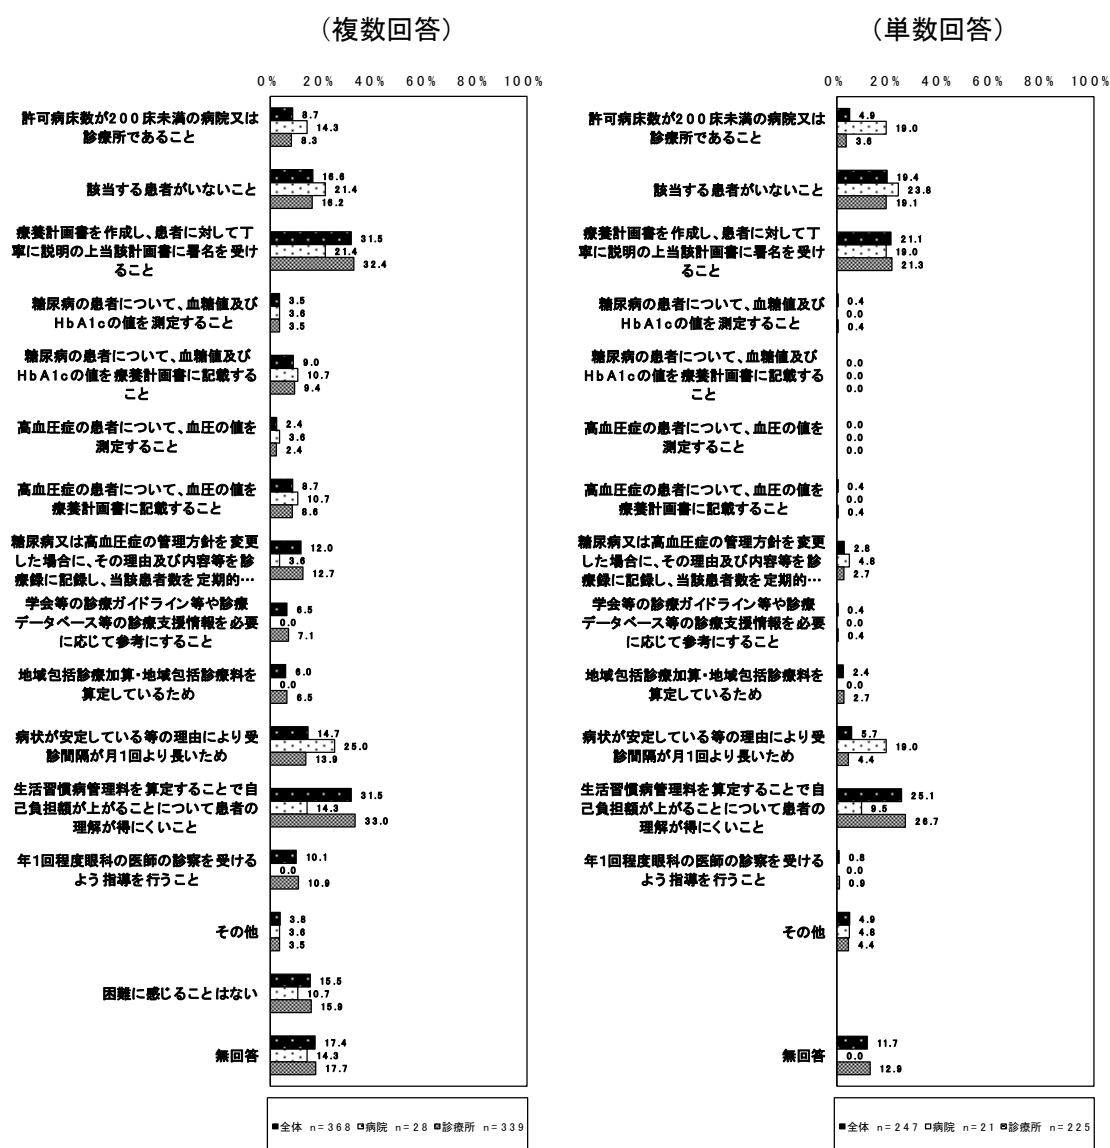 （複数回答）
0% 20% 40% 60% 80% 100%
許可病床数が200床未満の病院又は
診療所であること
8.7
14.3
8.3
該当する患者がいないこと
16.6
21.4
16.2
療養計画書を作成し、患者に対して丁
寧に説明の上当該計画書に署名を受け
ること
31.5
21.4
32.4
糖尿病の患者について、血糖値及び
HbA1cの値を測定すること
3.5
3.6
3.5
糖尿病の患者について、血糖値及び
HbA1cの値を療養計画書に記載する
こと
9.0
10.7
9.4
高血圧症の患者について、血圧の値を
測定すること
2.4
3.6
2.4
高血圧症の患者について、血圧の値を
療養計画書に記載すること
8.7
10.7
8.6
糖尿病又は高血圧症の管理方針を変更
した場合に、その理由及び内容等を診
療録に記録し、当該患者数を定期的…
12.0
3.6
12.7
学会等の診療ガイドライン等や診療
データベース等の診療支援情報を必要
に応じて参考にすること
6.5
0.0
7.1
地域包括診療加算・地域包括診療料を
算定しているため
6.0
0.0
6.5
病状が安定している等の理由により受
診間隔が月1回より長いため
14.7
25.0
13.9
生活習慣病管理料を算定することで自
己負担額が上がることについて患者の
理解が得にくいこと
31.5
14.3
33.0
年1回程度眼科の医師の診察を受ける
よう指導を行うこと
10.1
0.0
10.9
その他
3.8
3.6
3.5
困難に感じることはない
15.5
10.7
15.9
無回答
17.4
14.3
17.7
全体 n=368 病院 n=28 診療所 n=339
（単数回答）
0% 20% 40% 60% 80% 100%
許可病床数が200床未満の病院又は
診療所であること
4.9
19.0
3.6
該当する患者がいないこと
19.4
23.8
19.1
療養計画書を作成し、患者に対して丁
寧に説明の上当該計画書に署名を受け
ること
21.1
19.0
21.3
糖尿病の患者について、血糖値及び
HbA1cの値を測定すること
0.4
0.0
0.4
糖尿病の患者について、血糖値及び
HbA1cの値を療養計画書に記載する
こと
0.0
0.0
0.0
高血圧症の患者について、血圧の値を
測定すること
0.0
0.0
0.0
高血圧症の患者について、血圧の値を
療養計画書に記載すること
0.4
0.0
0.4
糖尿病又は高血圧症の管理方針を変更
した場合に、その理由及び内容等を診
療録に記録し、当該患者数を定期的…
2.8
4.8
2.7
学会等の診療ガイドライン等や診療
データベース等の診療支援情報を必要
に応じて参考にすること
0.4
0.0
0.4
地域包括診療加算・地域包括診療料を
算定しているため
2.4
0.0
2.7
病状が安定している等の理由により受
診間隔が月1回より長いため
5.7
19.0
4.4
生活習慣病管理料を算定することで自
己負担額が上がることについて患者の
理解が得にくいこと
25.1
9.5
26.7
年1回程度眼科の医師の診察を受ける
よう指導を行うこと
0.8
0.0
0.9
その他
4.9
4.8
4.4
無回答
11.7
0.0
12.9
全体 n=247 病院 n=21 診療所 n=225